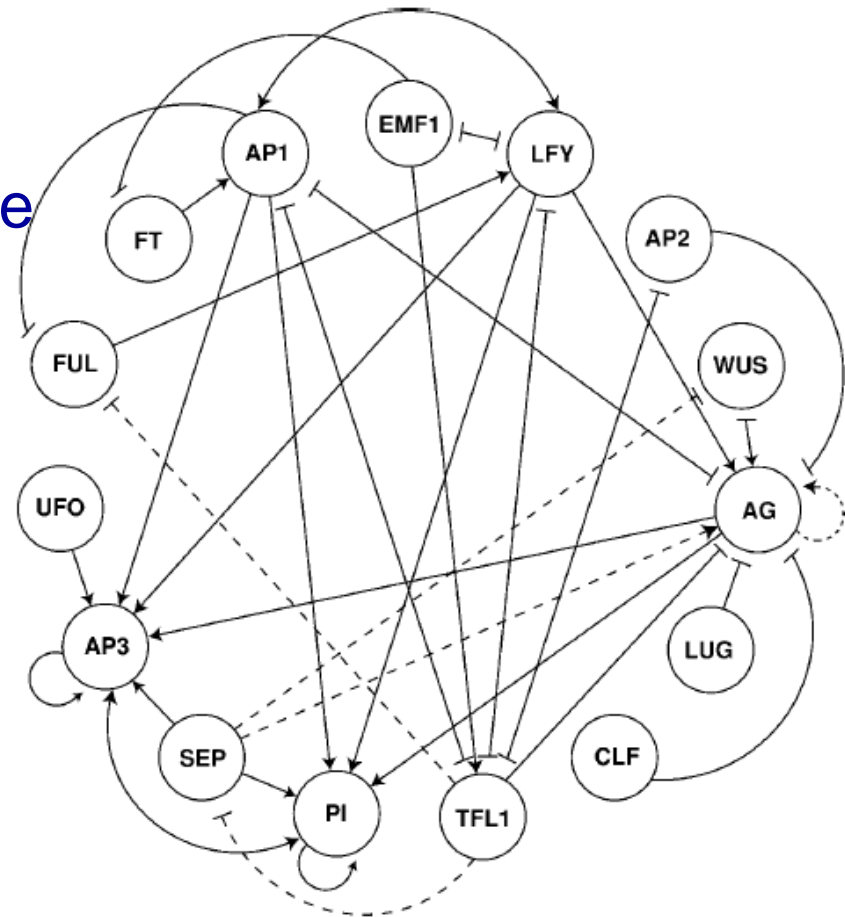 AP1
EMF1
LFY
e
FT
AP2
FUL
WUS
UFO
AG
AP3
LUG
SEP
CLF
PI
TFL1